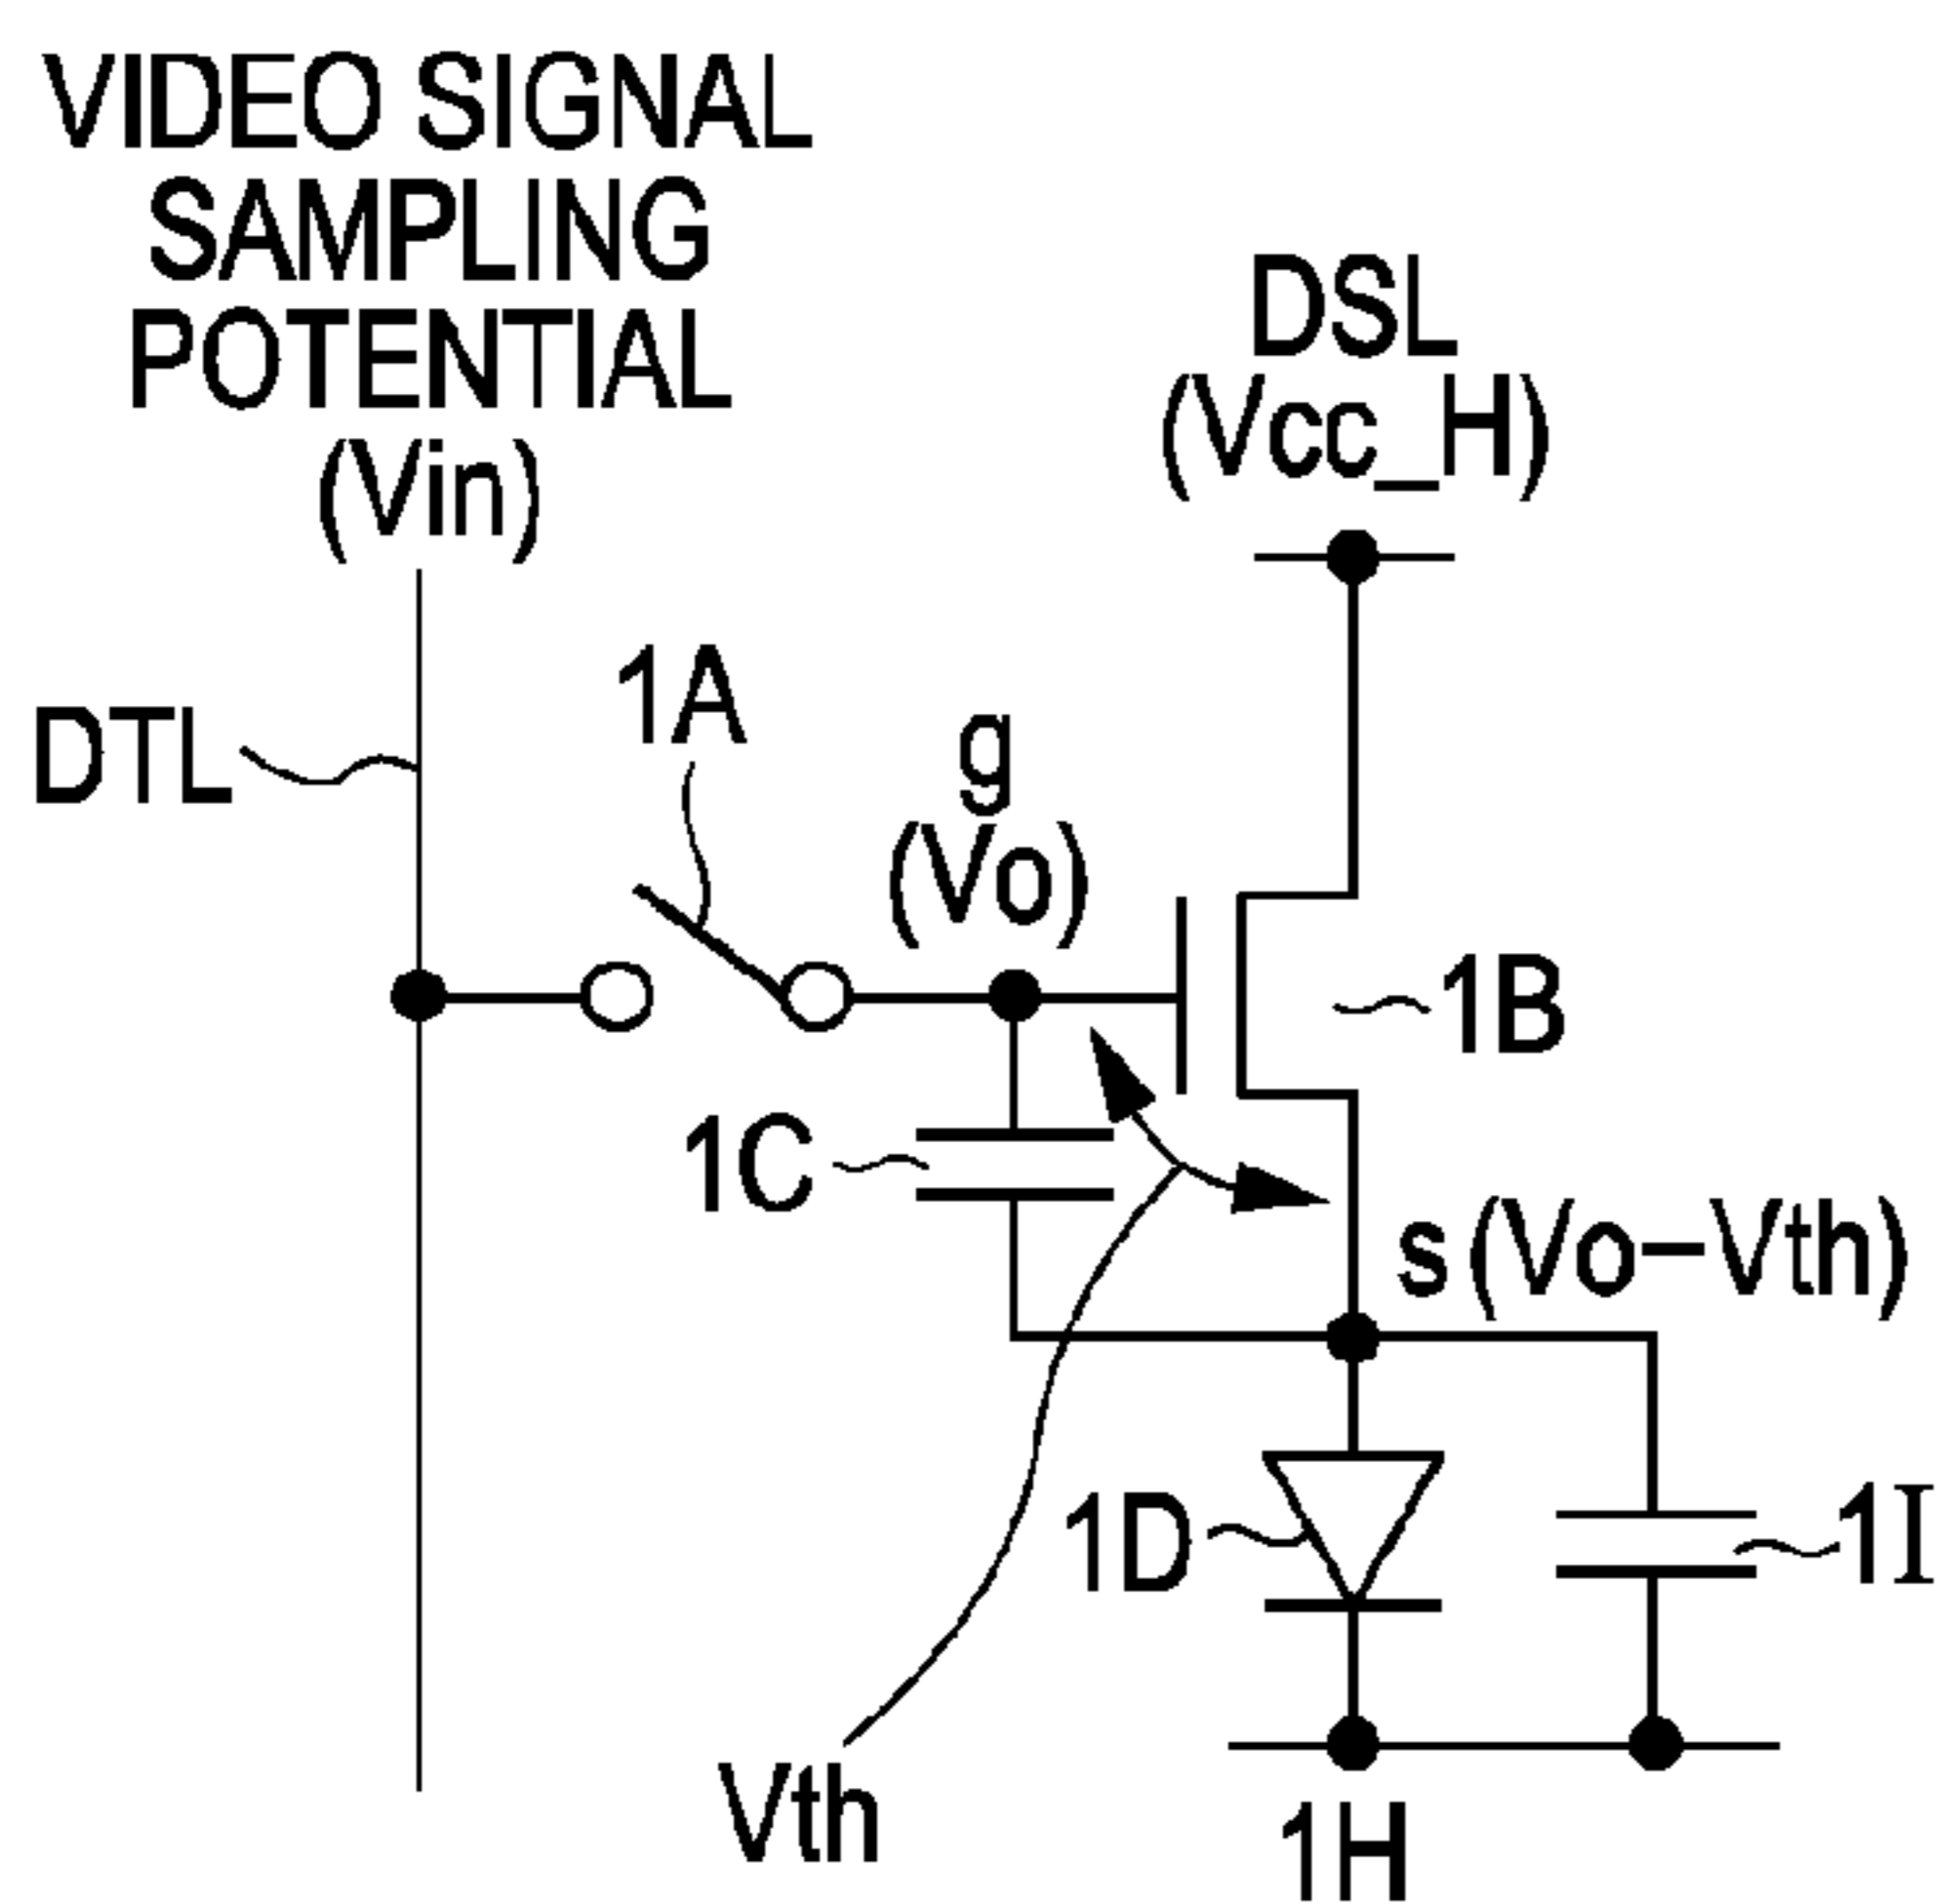 VIDEO SIGNAL
SAMPLING
POTENTIAL
(Vin)
DSL
(Vcc_H)
DTL
1A
g
(Vo)
1B
1C
s (Vo−Vth)
1D
1I
Vth
1H